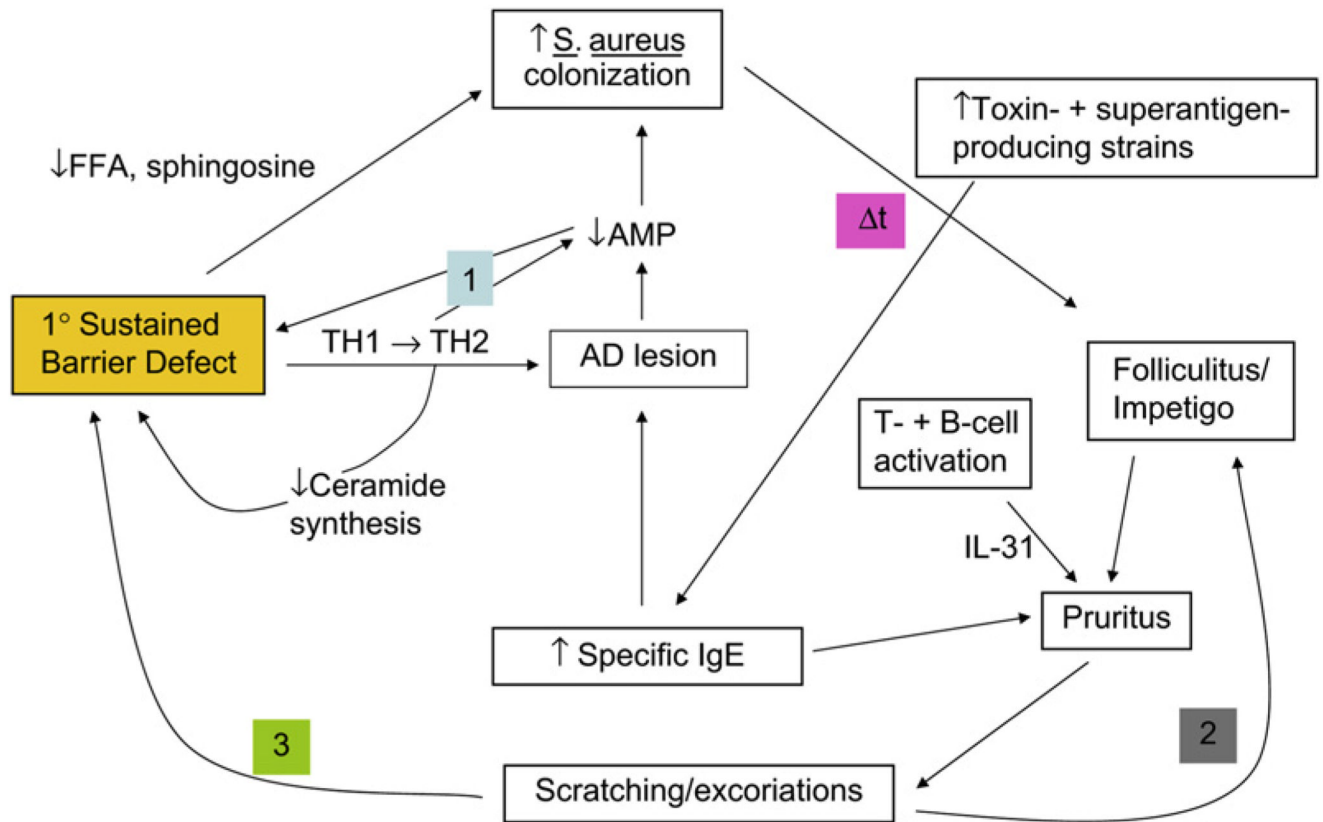 ↑S. aureus
colonization
↑Toxin- + superantigen-
producing strains
↓FFA, sphingosine
Δt
↓AMP
1
1° Sustained
Barrier Defect
TH1 → TH2
AD lesion
Folliculitus/
Impetigo
T- + B-cell
activation
↓Ceramide
synthesis
IL-31
Pruritus
↑ Specific IgE
3
2
Scratching/excoriations